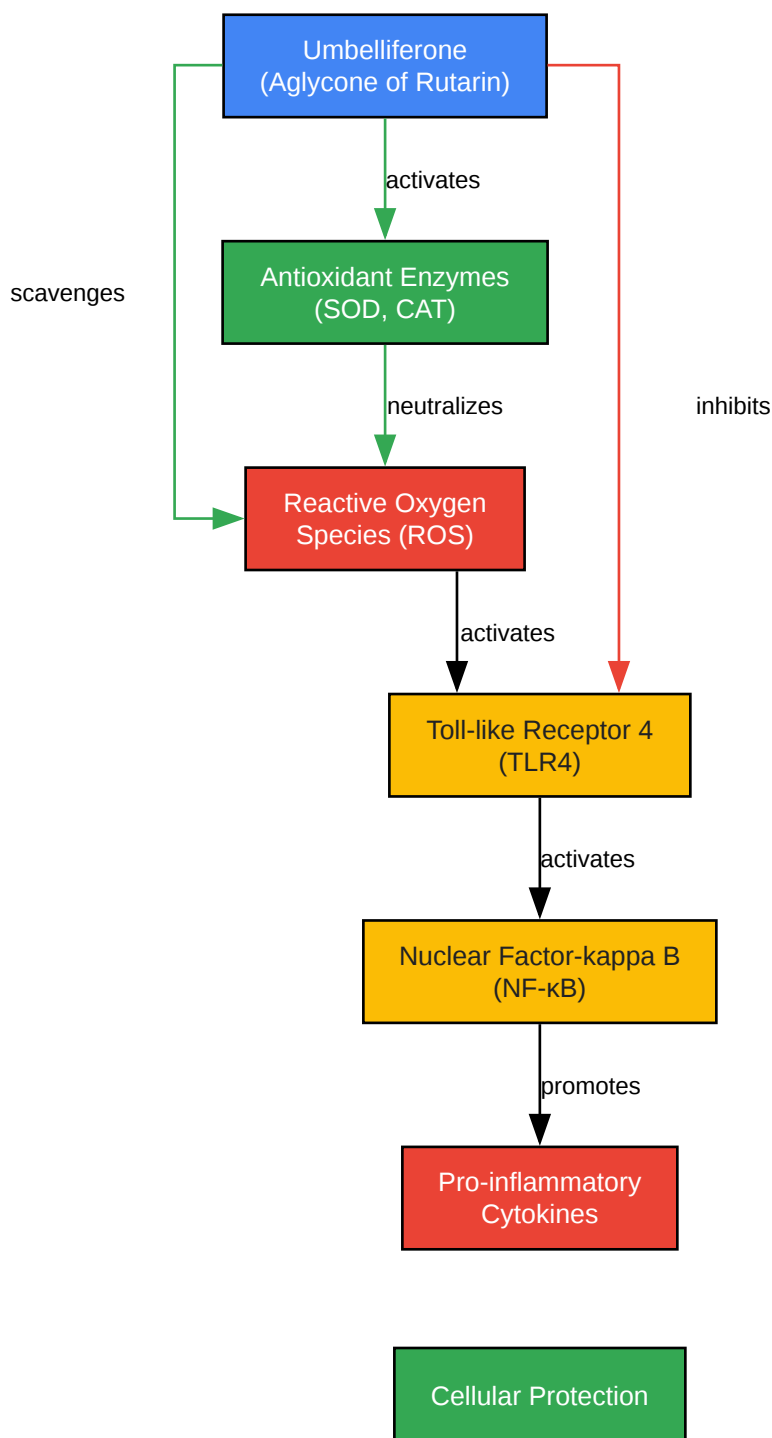 Umbelliferone
(Aglycone of Rutarin)
activates
Antioxidant Enzymes
(SOD, CAT)
scavenges
neutralizes
inhibits
Reactive Oxygen
Species (ROS)
activates
Toll-like Receptor 4
(TLR4)
activates
Nuclear Factor-kappa B
(NF-κB)
promotes
Pro-inflammatory
Cytokines
Cellular Protection